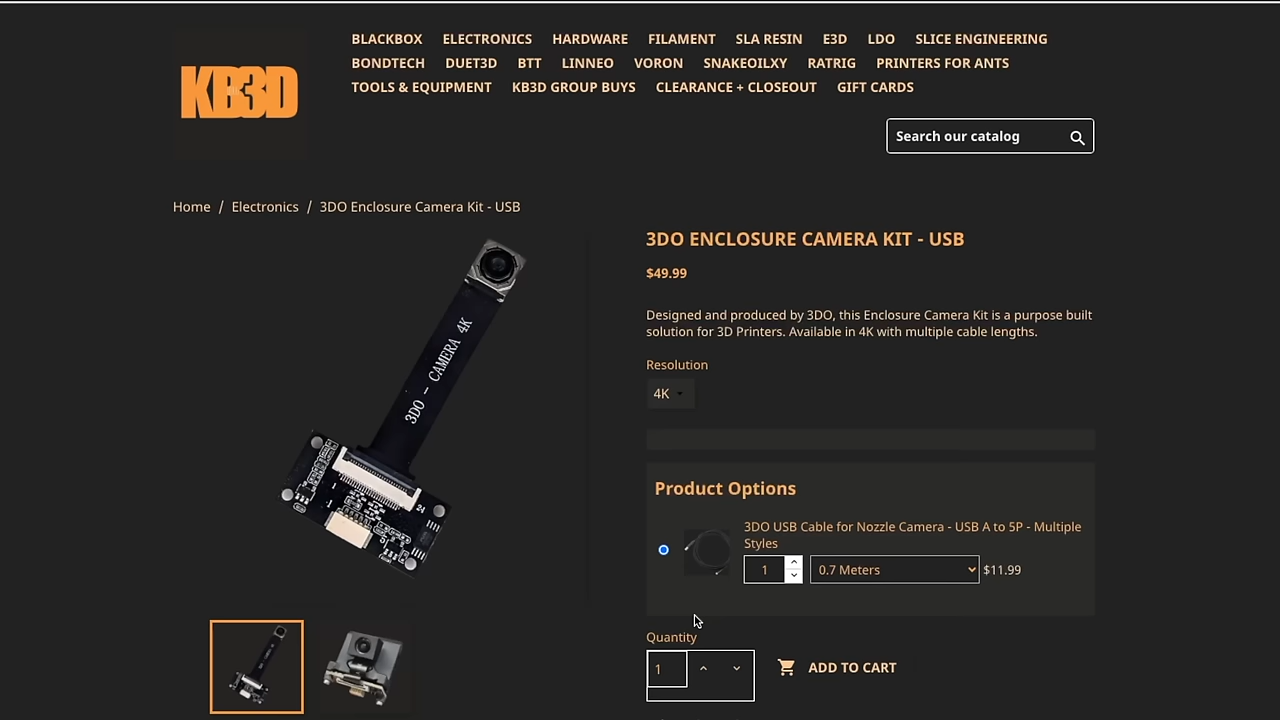 BLACKBOX ELECTRONICS HARDWARE FILAMENT SLA RESIN E3D LDO SLICE ENGINEERING
BONDTECH DUET3D BTT LINNEO VORON SNAKEOILXY RATRIG PRINTERS FOR ANTS
TOOLS & EQUIPMENT KB3D GROUP BUYS CLEARANCE + CLOSEOUT GIFT CARDS
KB3D
Search our catalog
Home / Electronics / 3DO Enclosure Camera Kit - USB
3DO ENCLOSURE CAMERA KIT - USB
$49.99
Designed and produced by 3DO, this Enclosure Camera Kit is a purpose built
solution for 3D Printers. Available in 4K with multiple cable lengths.
Resolution
4K
3DO - CAMERA 4K
Product Options
3DO USB Cable for Nozzle Camera - USB A to 5P - Multiple
Styles
1 0.7 Meters $11.99
Quantity
1 ADD TO CART